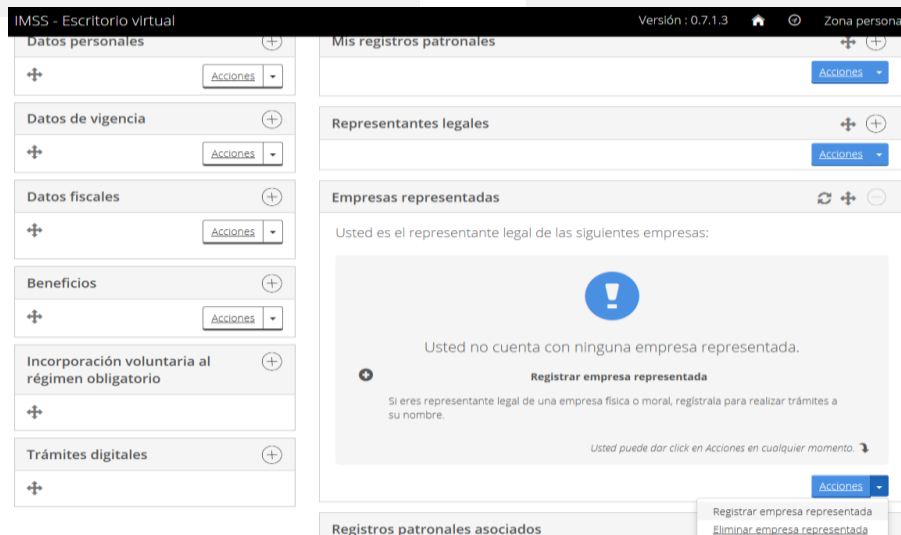 IMSS - Escritorio virtual
Versión : 0.7.1.3
Zona persona
Datos personales
Acciones
Datos de vigencia
Acciones
Datos fiscales
Acciones
Beneficios
Acciones
Incorporación voluntaria al
régimen obligatorio
Trámites digitales
Mis registros patronales
Acciones
Representantes legales
Acciones
Empresas representadas
Usted es el representante legal de las siguientes empresas:
Usted no cuenta con ninguna empresa representada.
Registrar empresa representada
Si eres representante legal de una empresa física o moral, regístrala para realizar trámites a
su nombre.
Usted puede dar click en Acciones en cualquier momento.
Acciones
Registrar empresa representada
Eliminar empresa representada
Registros patronales asociados